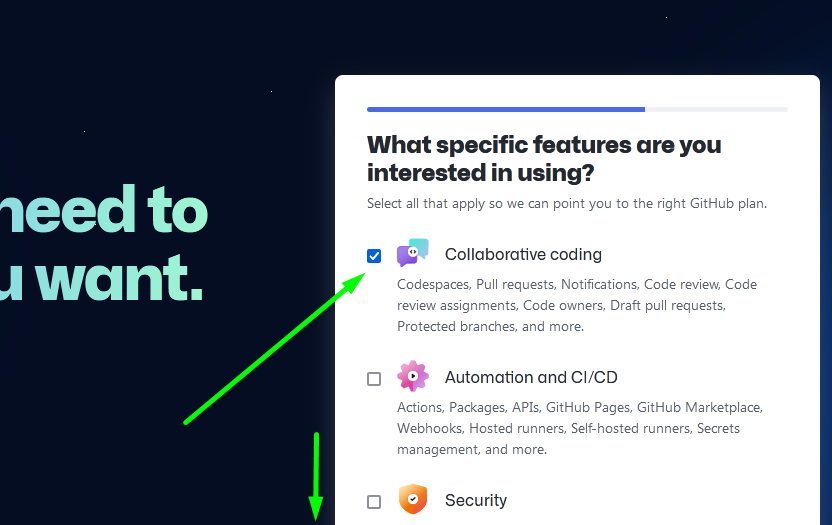 need to
u want.
What specific features are you
interested in using?
Select all that apply so we can point you to the right GitHub plan.
Collaborative coding
Codespaces, Pull requests, Notifications, Code review, Code
review assignments, Code owners, Draft pull requests,
Protected branches, and more.
Automation and CI/CD
Actions, Packages, APIs, GitHub Pages, GitHub Marketplace,
Webhooks, Hosted runners, Self-hosted runners, Secrets
management, and more.
Security